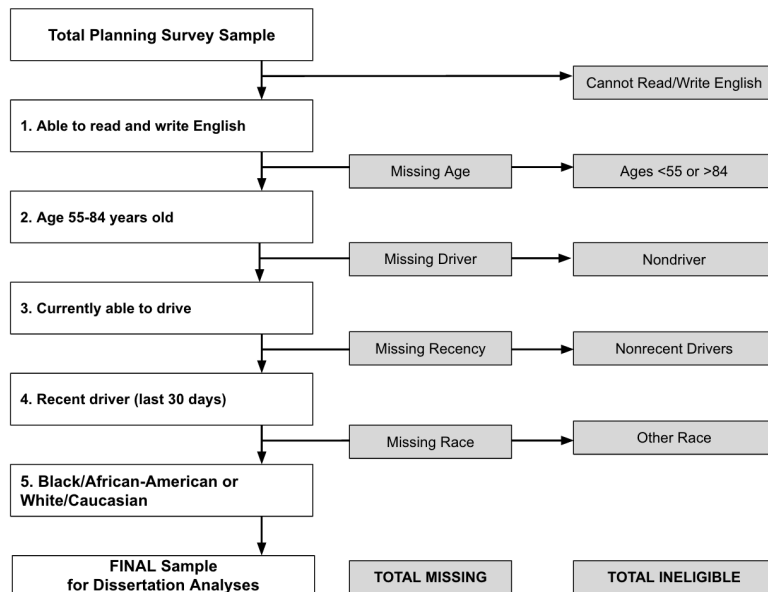 Total Planning Survey Sample
Cannot Read/Write English
1. Able to read and write English
Missing Age
Ages <55 or >84
2. Age 55-84 years old
Missing Driver
Nondriver
3. Currently able to drive
Missing Recency
Nonrecent Drivers
4. Recent driver (last 30 days)
Missing Race
Other Race
5. Black/African-American or
White/Caucasian
FINAL Sample
for Dissertation Analyses
TOTAL MISSING
TOTAL INELIGIBLE